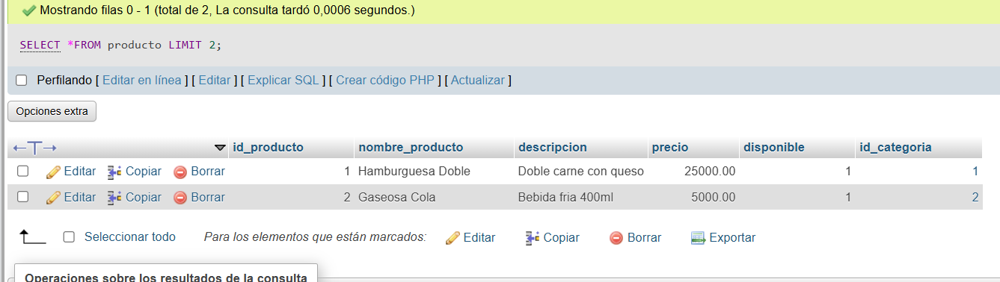 Mostrando filas 0 - 1 (total de 2, La consulta tardó 0,0006 segundos.)
SELECT *FROM producto LIMIT 2;
Perfilando [ Editar en línea ] [ Editar ] [ Explicar SQL ] [ Crear código PHP ] [ Actualizar ]
Opciones extra
id_producto nombre_producto descripcion precio disponible id_categoria
Editar Copiar Borrar 1 Hamburguesa Doble Doble carne con queso 25000.00 1 1
Editar Copiar Borrar 2 Gaseosa Cola Bebida fria 400ml 5000.00 1 2
Seleccionar todo Para los elementos que están marcados: Editar Copiar Borrar Exportar
Operaciones sobre los resultados de la consulta